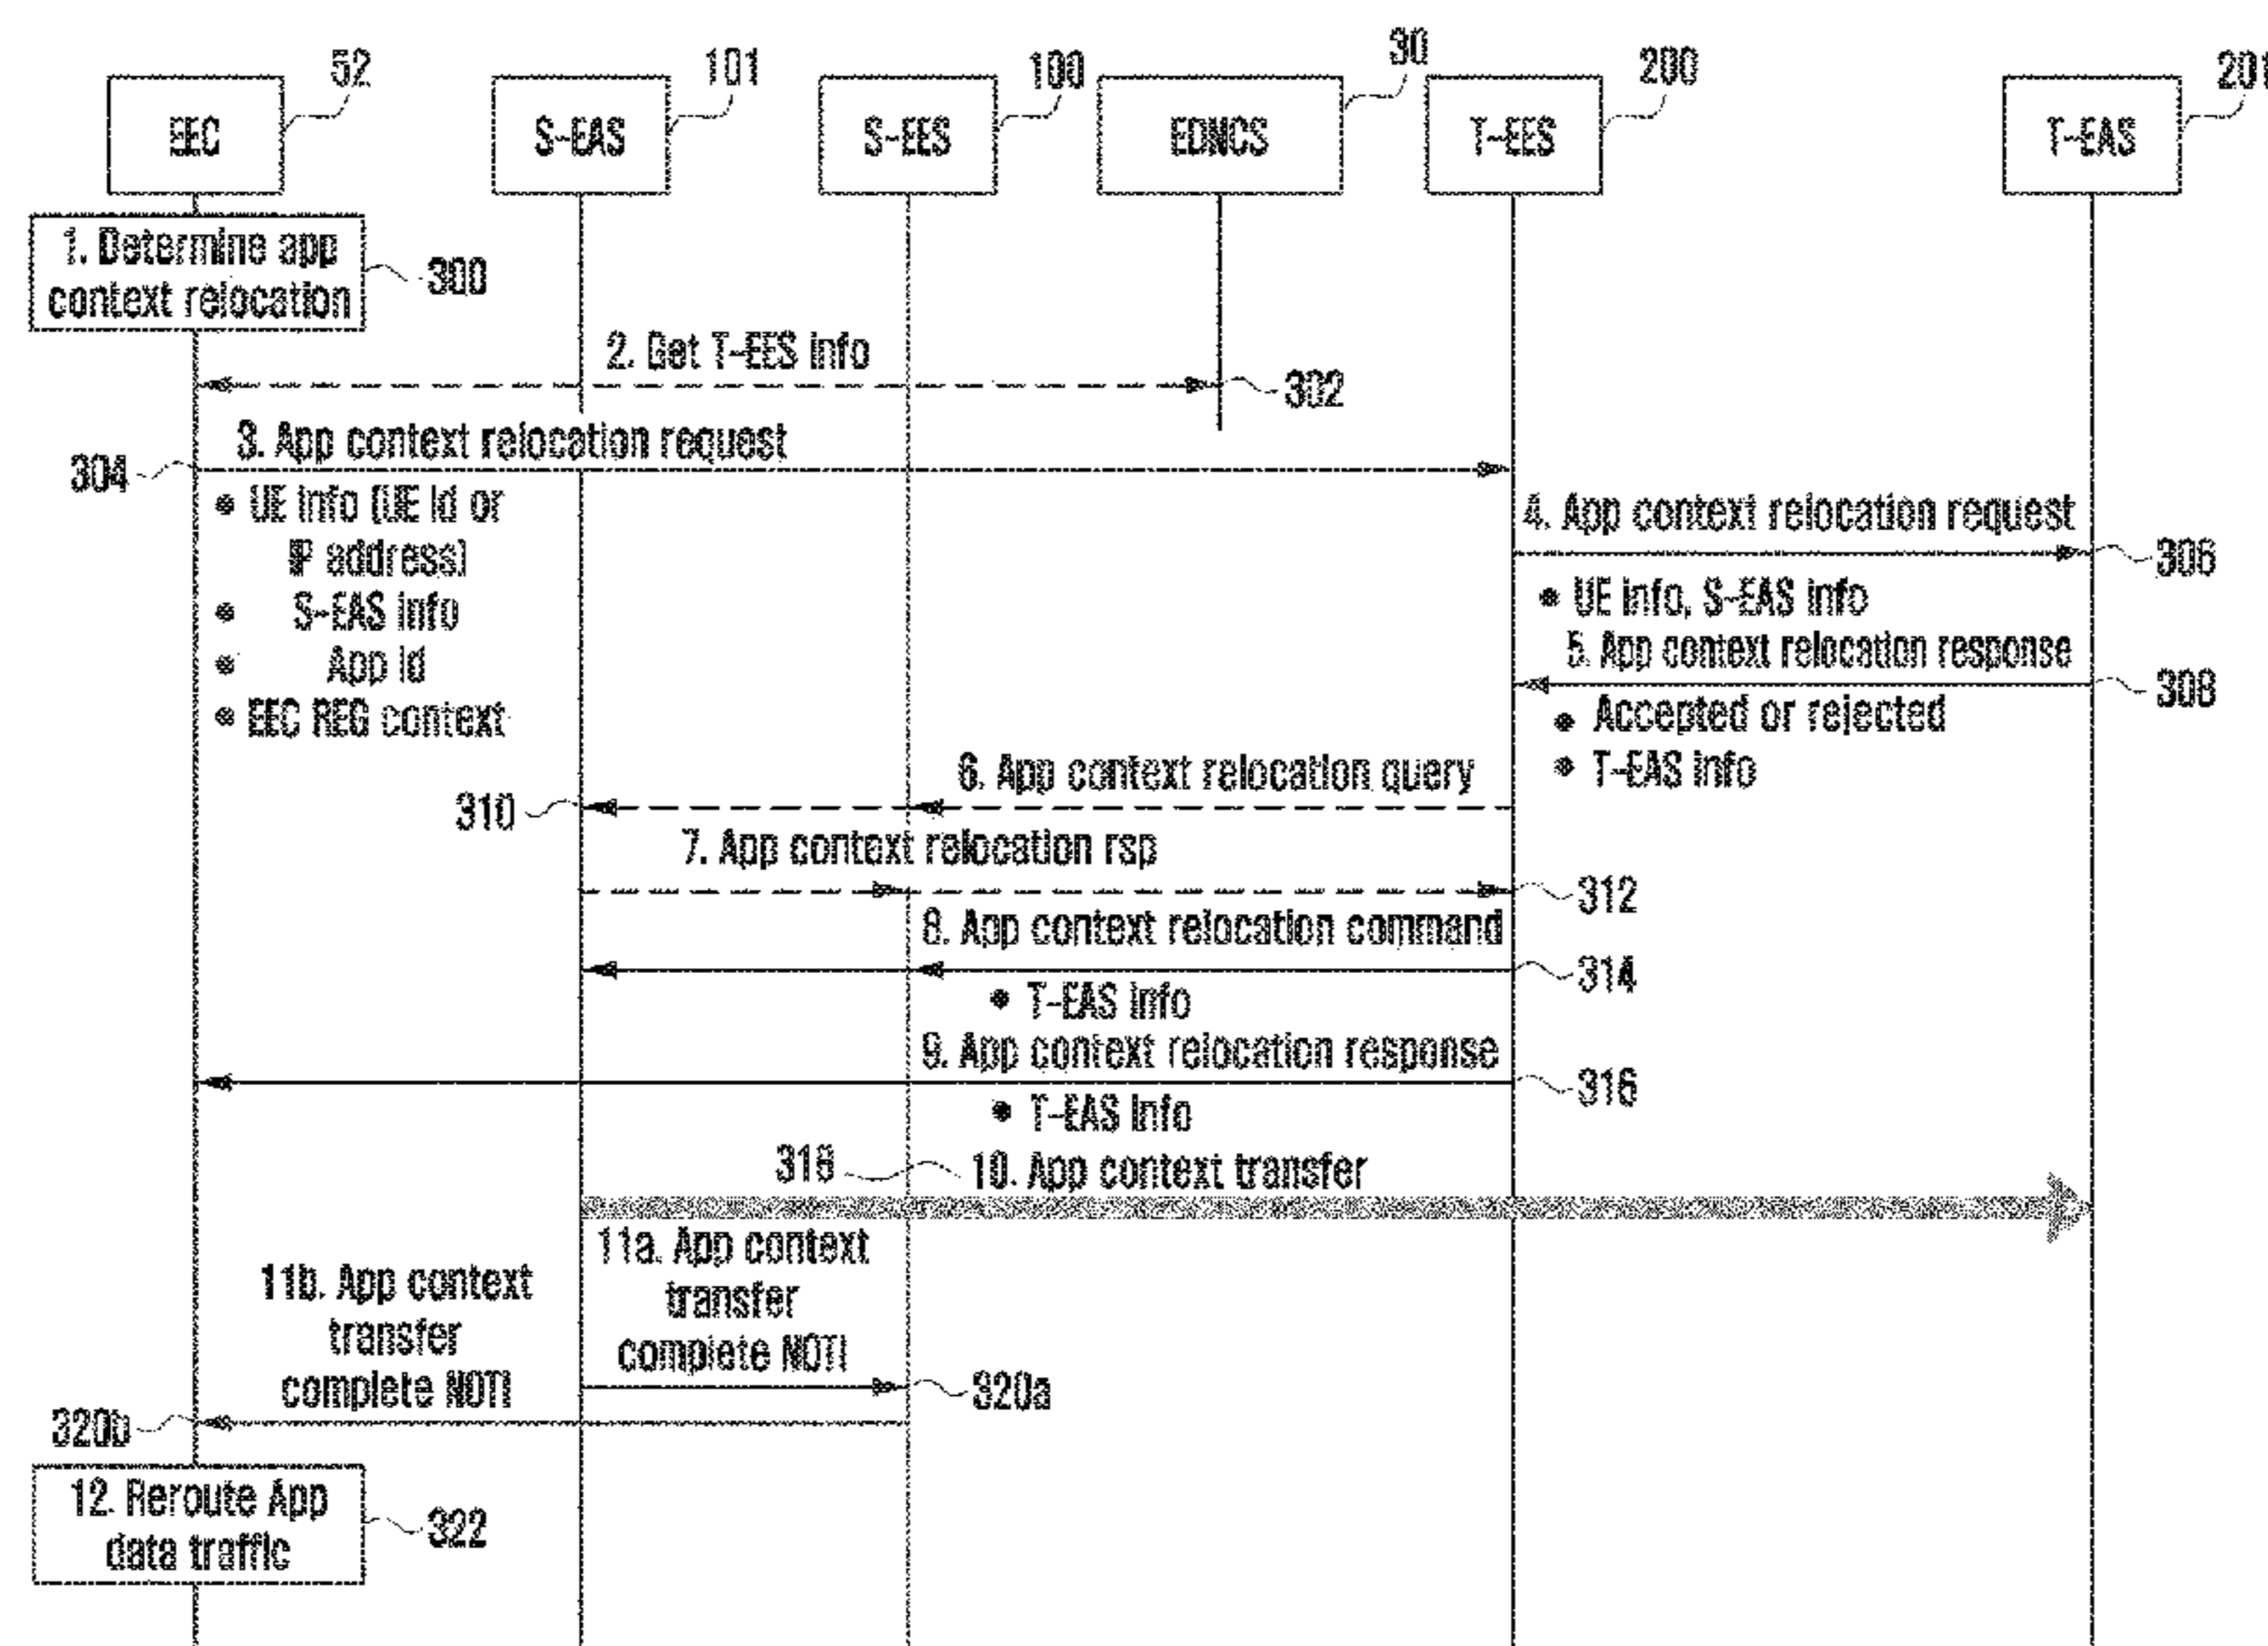 52
101
100
30
200
201
EEC
S-EAS
S-EES
EDNCS
T-EES
T-EAS
1. Determine app
context relocation
300
2. Get T-EES info
302
3. App context relocation request
304
• UE info (UE id or
IP address)
• S-EAS info
• App id
• EEC REG context
4. App context relocation request
306
• UE info, S-EAS info
5. App context relocation response
308
• Accepted or rejected
• T-EAS info
6. App context relocation query
310
7. App context relocation rsp
312
8. App context relocation command
314
• T-EAS info
9. App context relocation response
316
• T-EAS info
318
10. App context transfer
11a. App context
transfer
complete NOTI
320a
11b. App context
transfer
complete NOTI
320b
12. Reroute App
data traffic
322